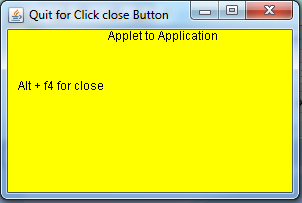 Quit for Click close Button
Applet to Application
Alt + f4 for close